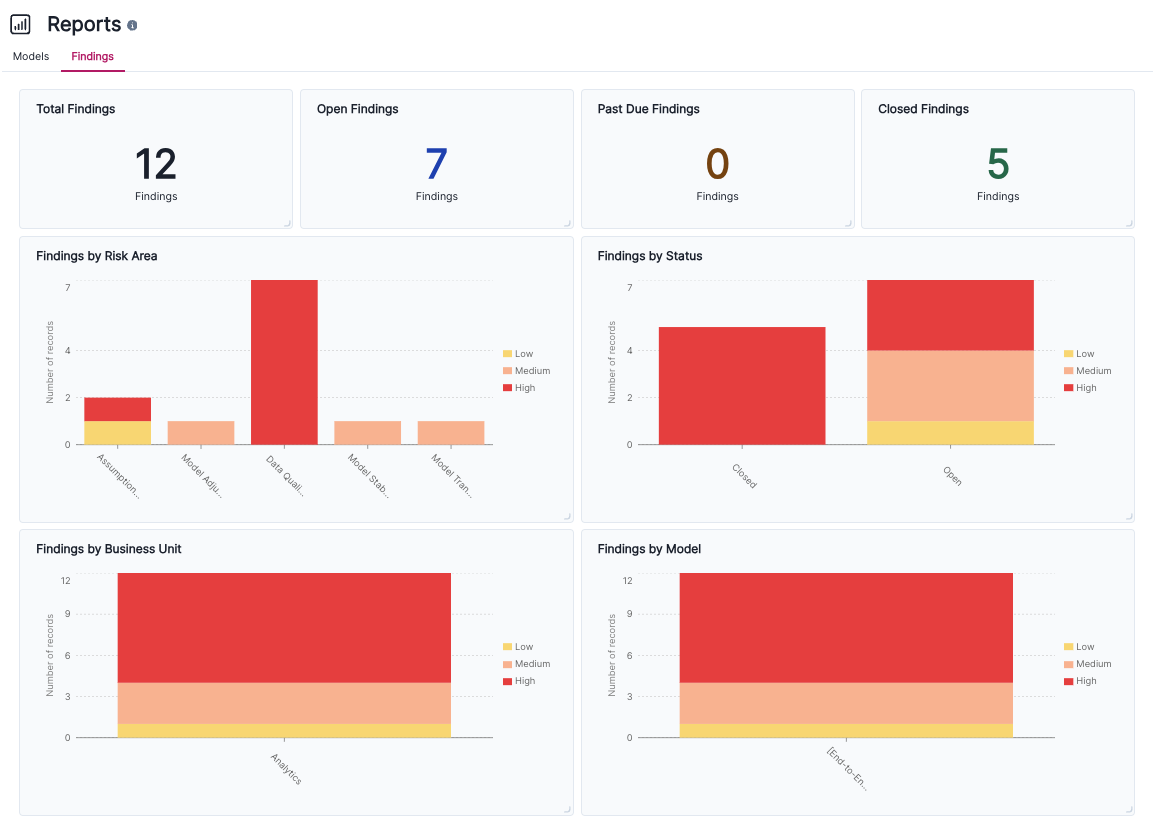 Reports
Models Findings
Total Findings
12
Findings
Open Findings
7
Findings
Past Due Findings
0
Findings
Closed Findings
5
Findings
Findings by Risk Area
Number of records
7
4
2
0
Assumption...
Model Adju...
Data Quali...
Model Stab...
Model Tran...
Low
Medium
High
Findings by Status
Number of records
7
4
2
0
Closed
Open
Low
Medium
High
Findings by Business Unit
Number of records
12
9
6
3
0
Analytics
Low
Medium
High
Findings by Model
Number of records
12
9
6
3
0
[End-to-En...
Low
Medium
High